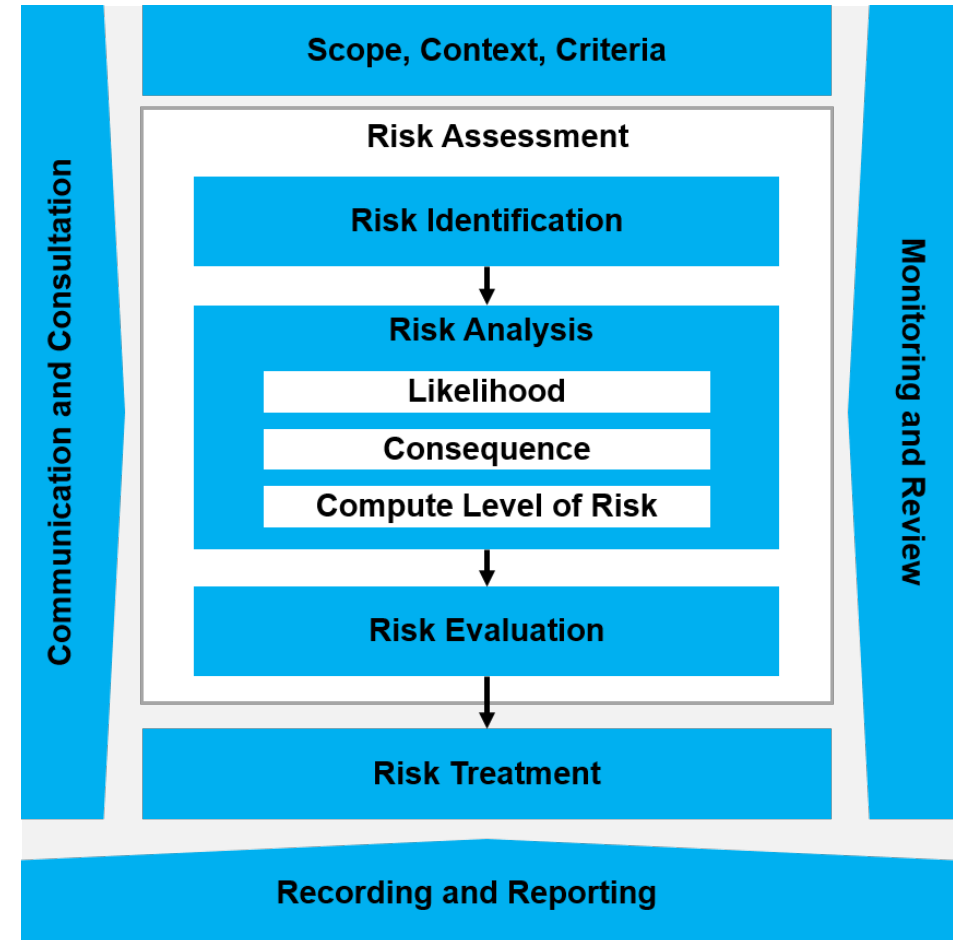 Scope, Context, Criteria
Risk Assessment
Risk Identification
Risk Analysis
Likelihood
Consequence
Compute Level of Risk
Risk Evaluation
Risk Treatment
Communication and Consultation
Monitoring and Review
Recording and Reporting